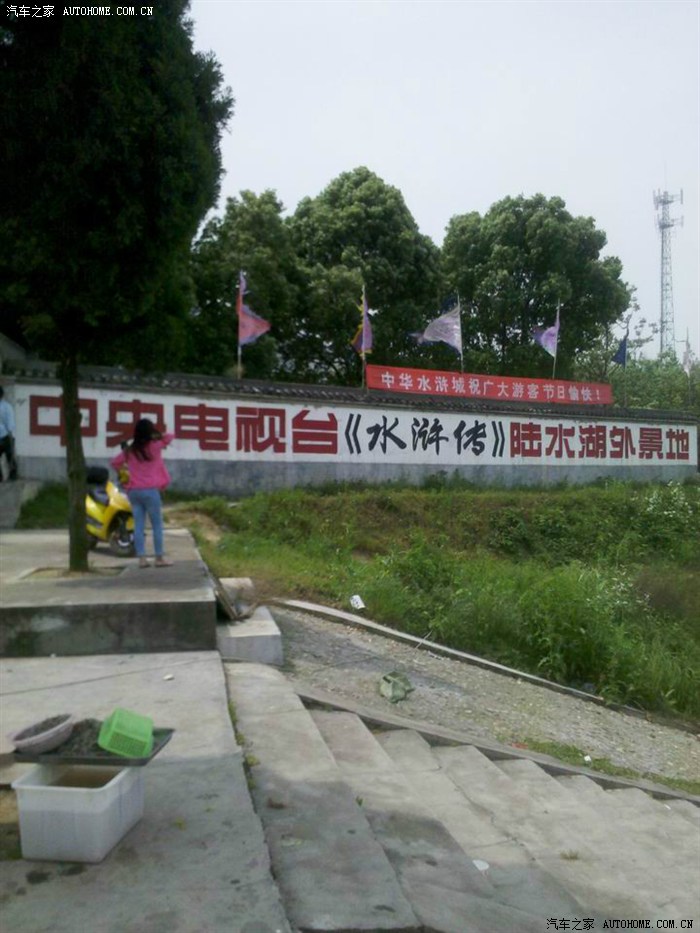 汽车之家 AUTOHOME.COM.CN
中华水浒城祝广大游客节日愉快！
中央电视台《水浒传》陆水湖外景地
汽车之家 AUTOHOME.COM.CN